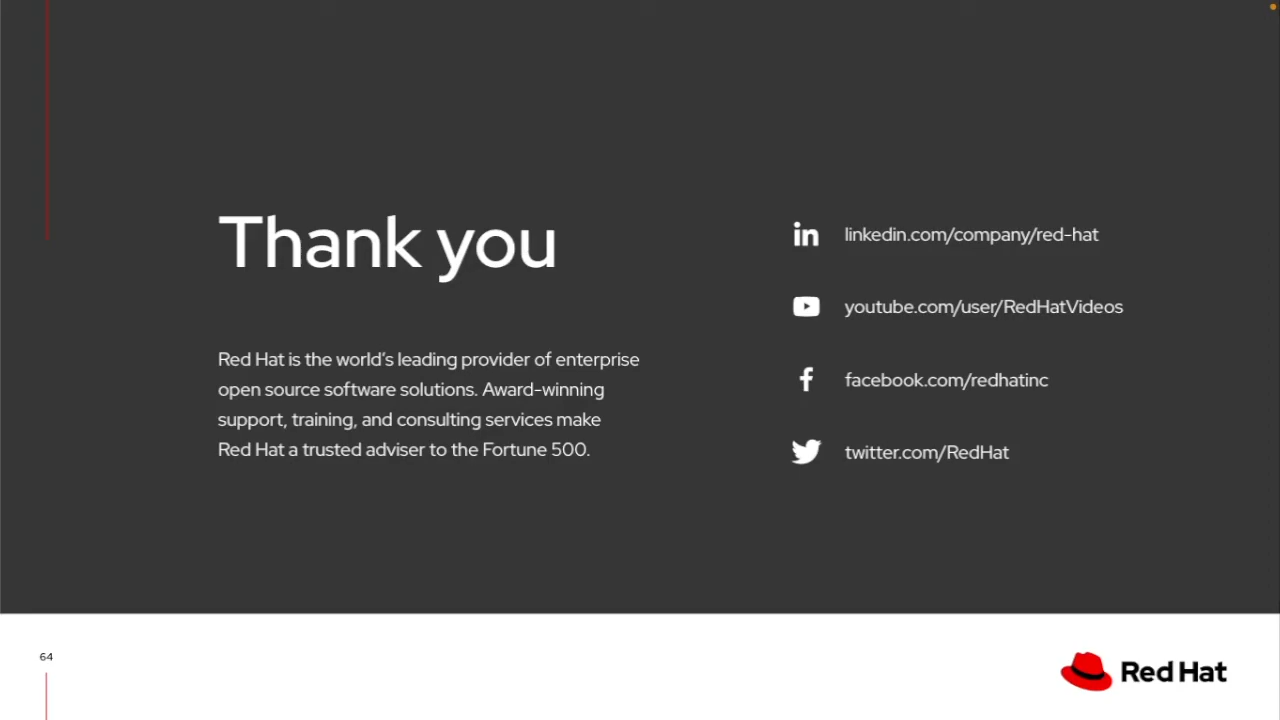 Thank you
Red Hat is the world’s leading provider of enterprise
open source software solutions. Award-winning
support, training, and consulting services make
Red Hat a trusted adviser to the Fortune 500.
in
linkedin.com/company/red-hat
youtube.com/user/RedHatVideos
f
facebook.com/redhatinc
twitter.com/RedHat
64
Red Hat